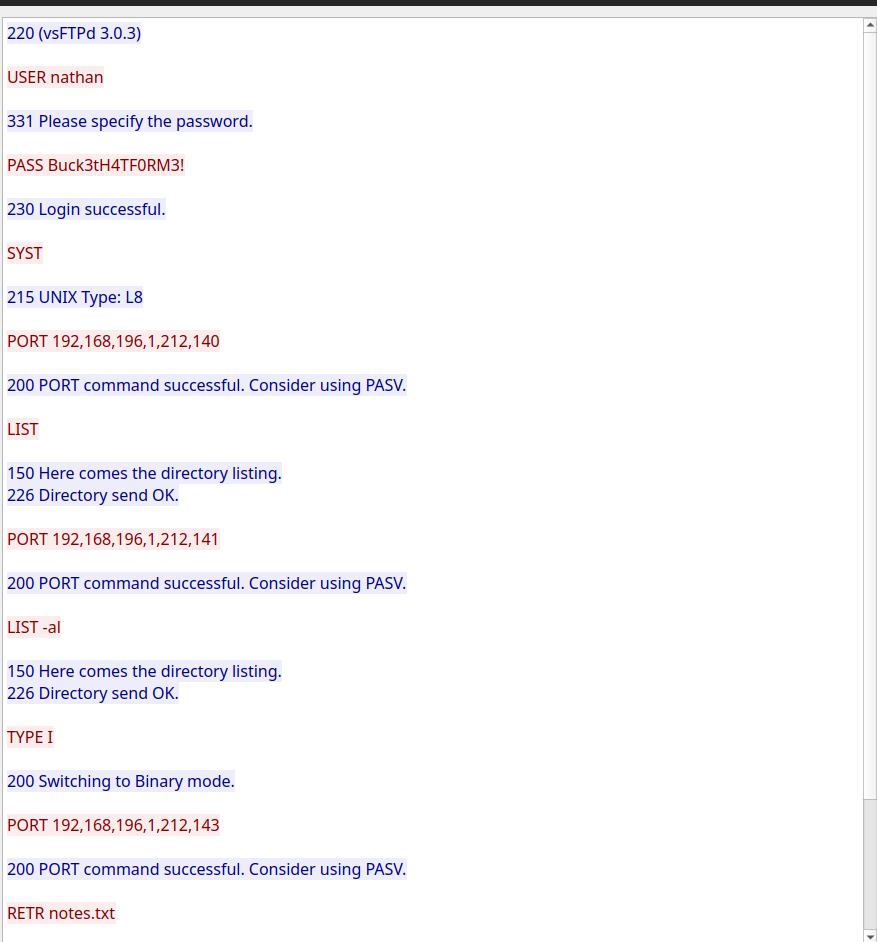 220 (vsFTPd 3.0.3)
USER nathan
331 Please specify the password.
PASS Buck3tH4TF0RM3!
230 Login successful.
SYST
215 UNIX Type: L8
PORT 192,168,196,1,212,140
200 PORT command successful. Consider using PASV.
LIST
150 Here comes the directory listing.
226 Directory send OK.
PORT 192,168,196,1,212,141
200 PORT command successful. Consider using PASV.
LIST -al
150 Here comes the directory listing.
226 Directory send OK.
TYPE I
200 Switching to Binary mode.
PORT 192,168,196,1,212,143
200 PORT command successful. Consider using PASV.
RETR notes.txt